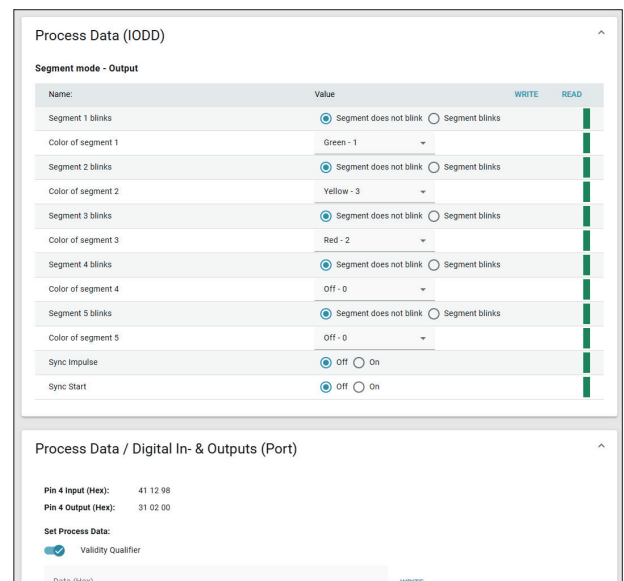 Process Data (IODD)
Segment mode - Output
Name: Value WRITE READ
Segment 1 blinks Segment does not blink Segment blinks
Color of segment 1 Green - 1
Segment 2 blinks Segment does not blink Segment blinks
Color of segment 2 Yellow - 3
Segment 3 blinks Segment does not blink Segment blinks
Color of segment 3 Red - 2
Segment 4 blinks Segment does not blink Segment blinks
Color of segment 4 Off - 0
Segment 5 blinks Segment does not blink Segment blinks
Color of segment 5 Off - 0
Sync Impulse Off On
Sync Start Off On
Process Data / Digital In- & Outputs (Port)
Pin 4 Input (Hex): 41 12 98
Pin 4 Output (Hex): 31 02 00
Set Process Data:
Validity Qualifier
Data (Hex) WRITE